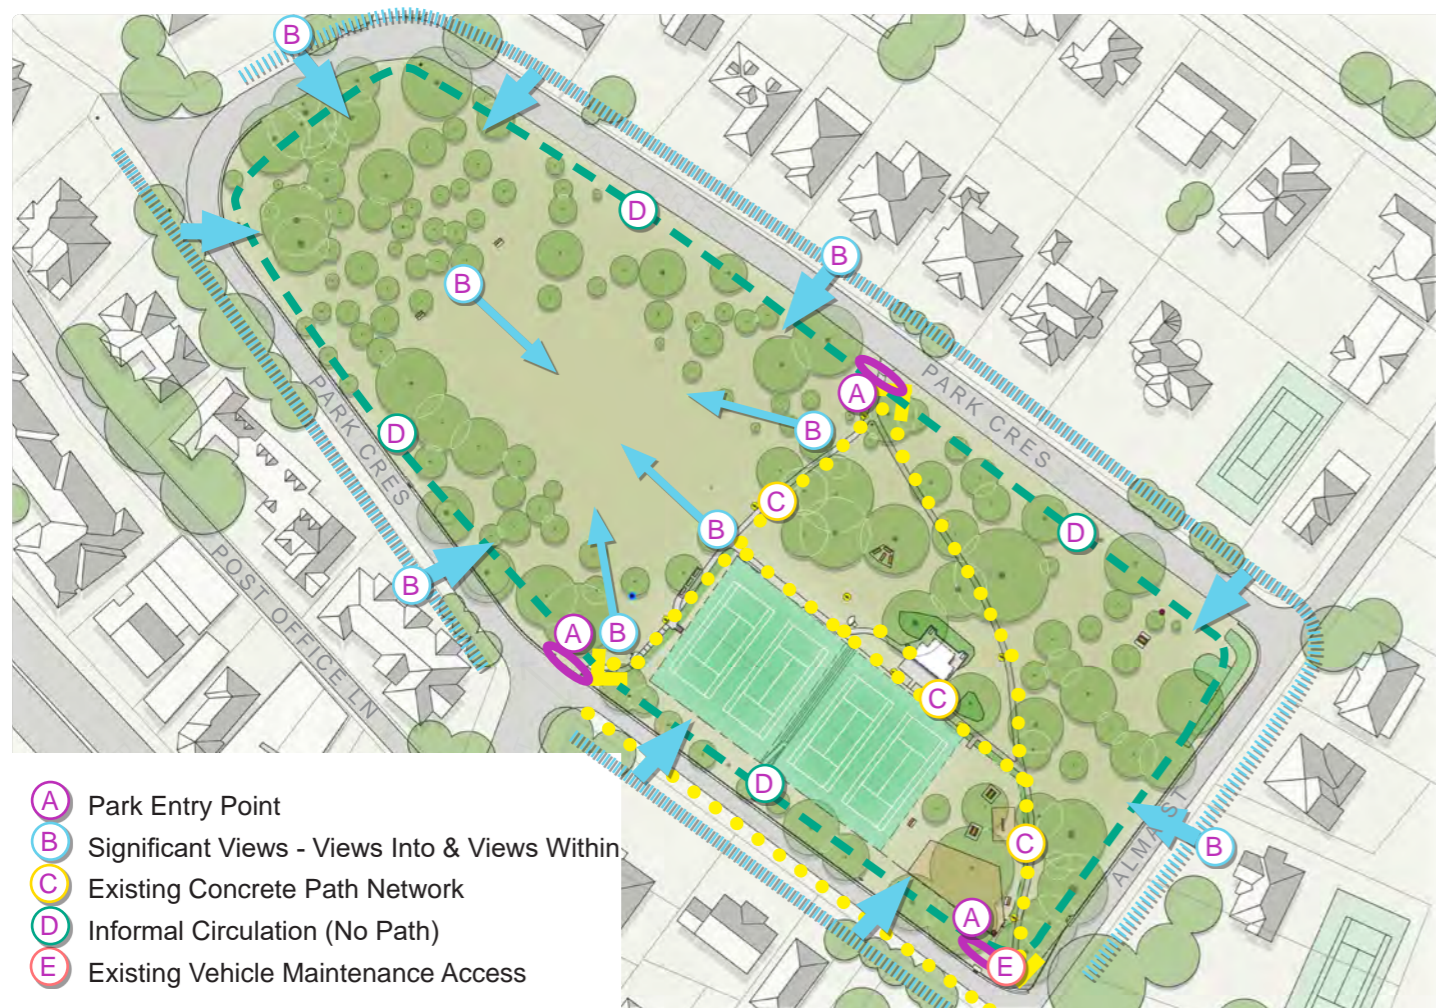 B
D
B
B
A
PARK CRES
B
PARK CRES
D
C
B
D
B
POST OFFICE LN
A
B
C
D
ALMA ST
C
B
A
E
A Park Entry Point
B Significant Views - Views Into & Views Within
C Existing Concrete Path Network
D Informal Circulation (No Path)
E Existing Vehicle Maintenance Access